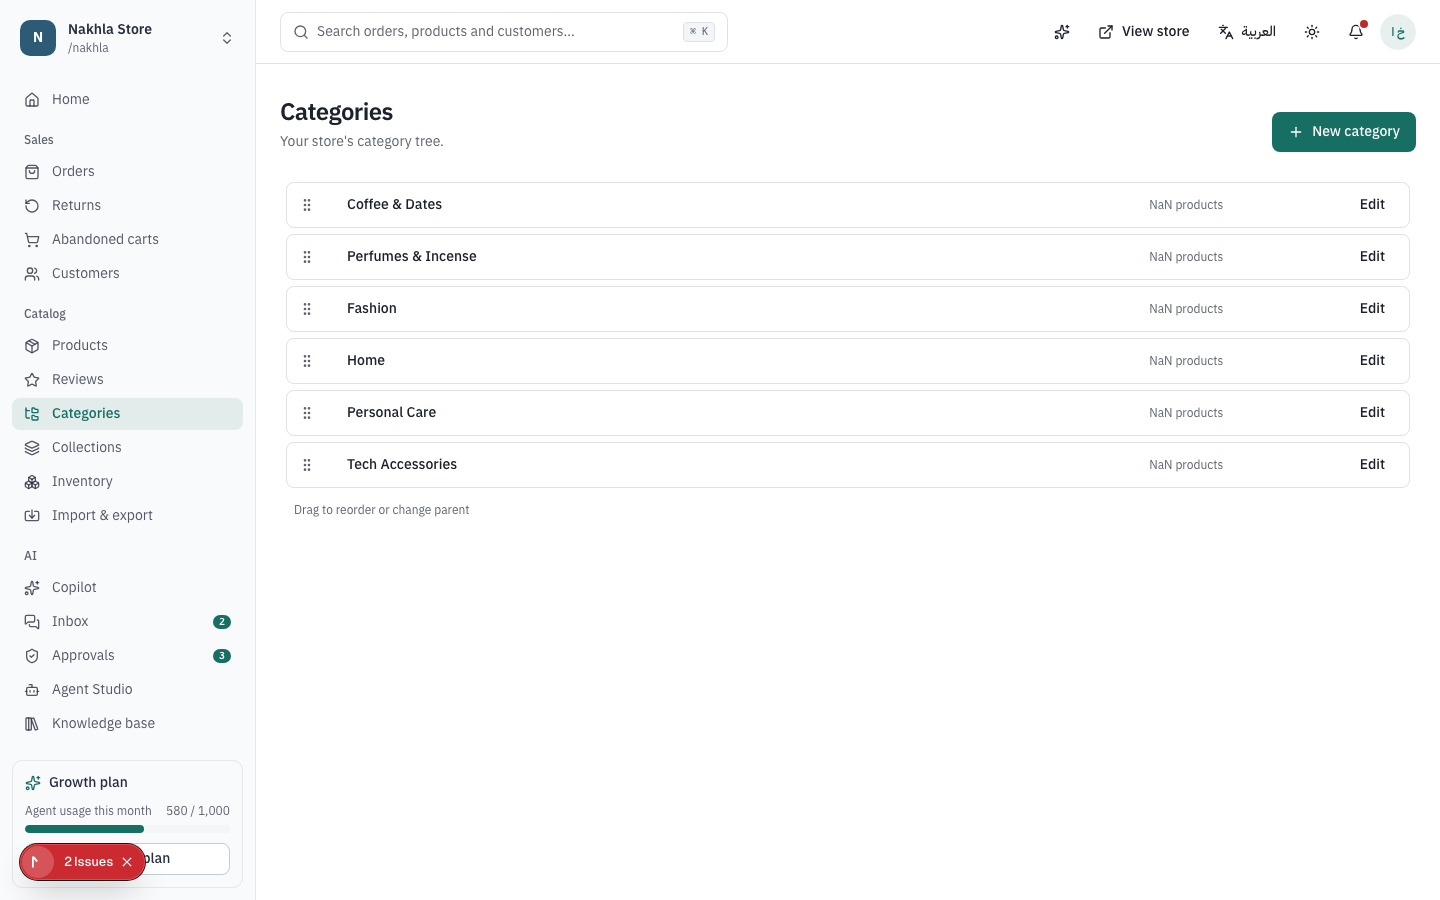 N
Nakhla Store
/nakhla
Search orders, products and customers...
⌘ K
View store
العربية
خ ا
Home
Sales
Orders
Returns
Abandoned carts
Customers
Catalog
Products
Reviews
Categories
Collections
Inventory
Import & export
AI
Copilot
Inbox 2
Approvals 3
Agent Studio
Knowledge base
Growth plan
Agent usage this month 580 / 1,000
plan
2 Issues
Categories
Your store's category tree.
New category
Coffee & Dates NaN products Edit
Perfumes & Incense NaN products Edit
Fashion NaN products Edit
Home NaN products Edit
Personal Care NaN products Edit
Tech Accessories NaN products Edit
Drag to reorder or change parent